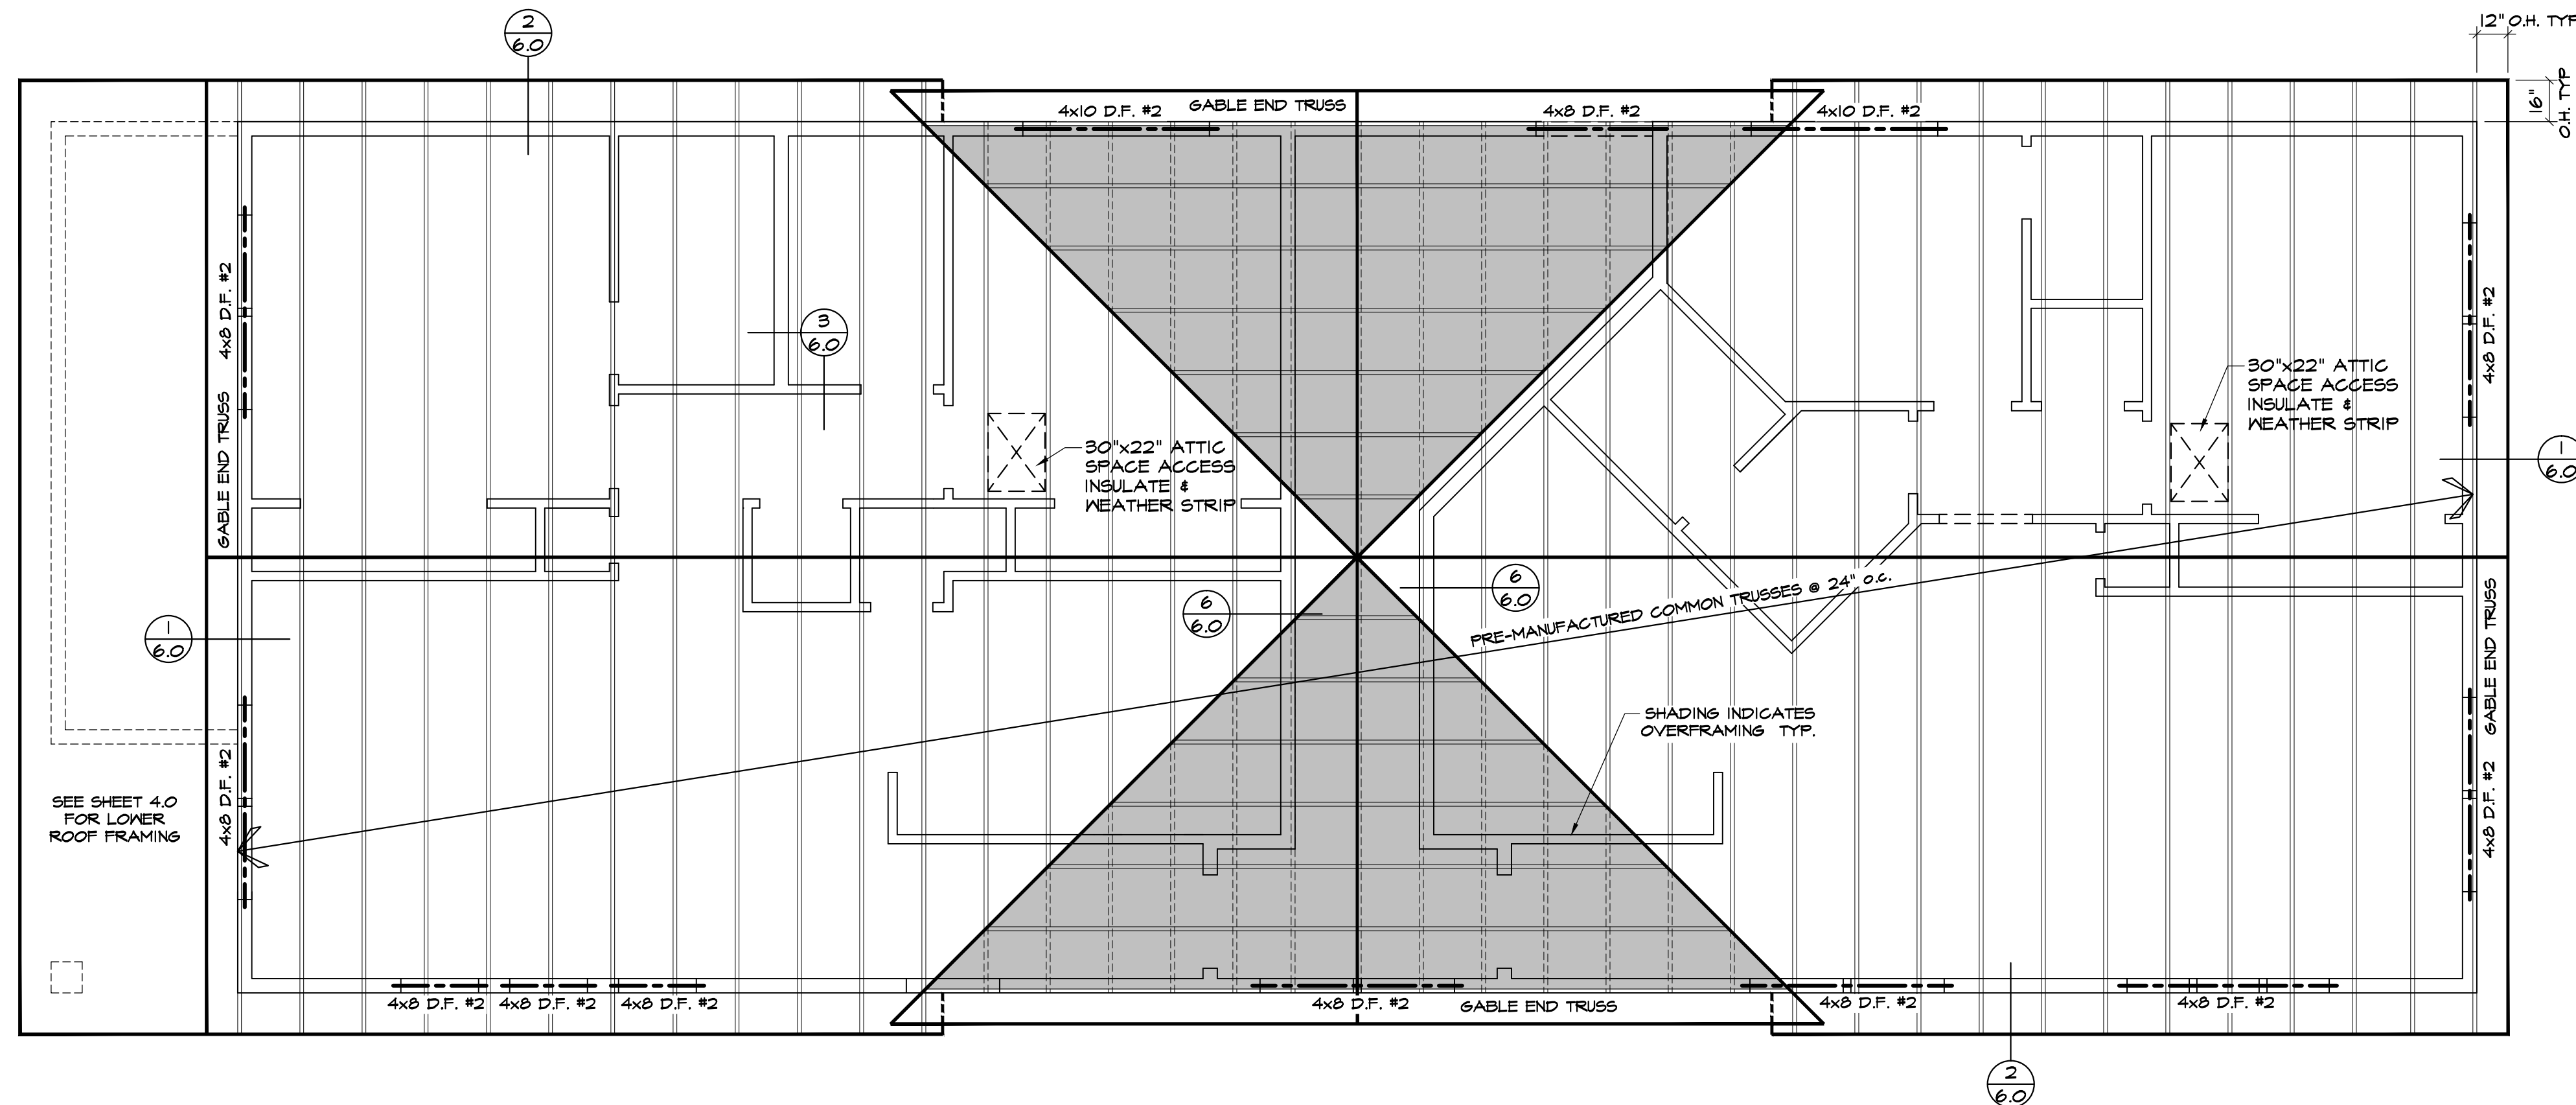 2
6.0
12" O.H. TYP
16"
O.H. TYP
4x10 D.F. #2
GABLE END TRUSS
4x8 D.F. #2
4x10 D.F. #2
4x8 D.F. #2
GABLE END TRUSS
3
6.0
30"x22" ATTIC
SPACE ACCESS
INSULATE &
WEATHER STRIP
30"x22" ATTIC
SPACE ACCESS
INSULATE &
WEATHER STRIP
4x8 D.F. #2
1
6.0
1
6.0
6
6.0
6
6.0
PRE-MANUFACTURED COMMON TRUSSES @ 24" O.C.
GABLE END TRUSS
4x8 D.F. #2
SHADING INDICATES
OVERFRAMING TYP.
4x8 D.F. #2
SEE SHEET 4.0
FOR LOWER
ROOF FRAMING
4x8 D.F. #2
4x8 D.F. #2
4x8 D.F. #2
4x8 D.F. #2
GABLE END TRUSS
4x8 D.F. #2
4x8 D.F. #2
2
6.0